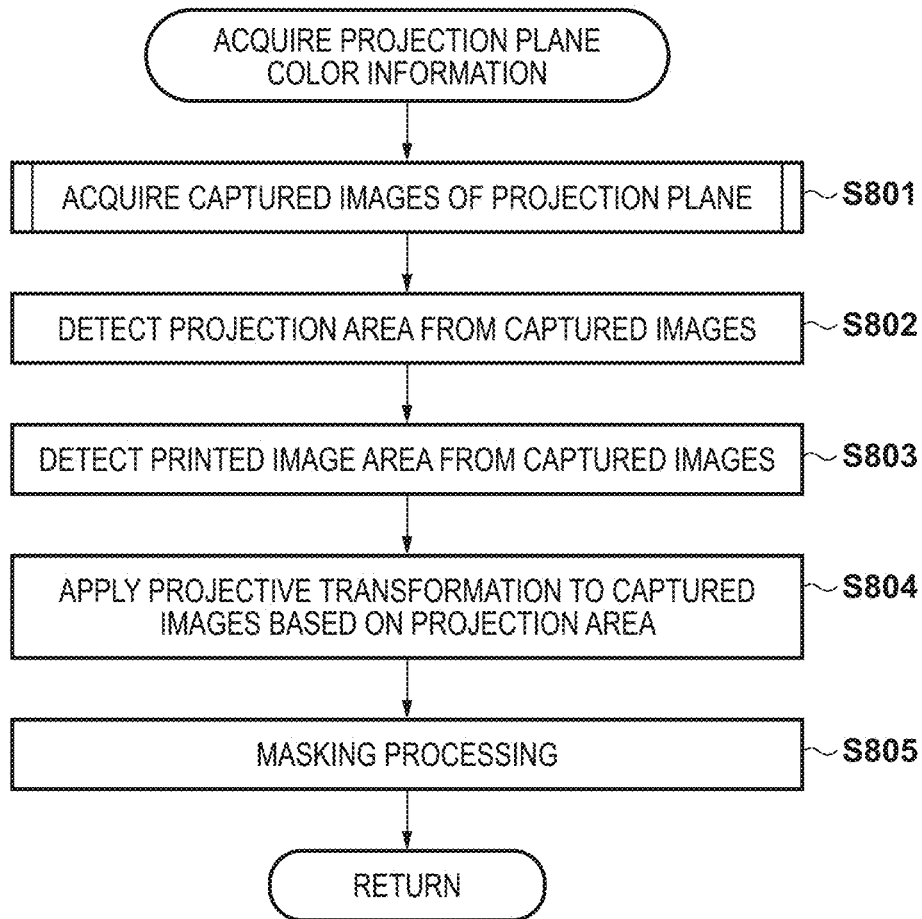 ACQUIRE PROJECTION PLANE
COLOR INFORMATION
ACQUIRE CAPTURED IMAGES OF PROJECTION PLANE
S801
DETECT PROJECTION AREA FROM CAPTURED IMAGES
S802
DETECT PRINTED IMAGE AREA FROM CAPTURED IMAGES
S803
APPLY PROJECTIVE TRANSFORMATION TO CAPTURED
IMAGES BASED ON PROJECTION AREA
S804
MASKING PROCESSING
S805
RETURN